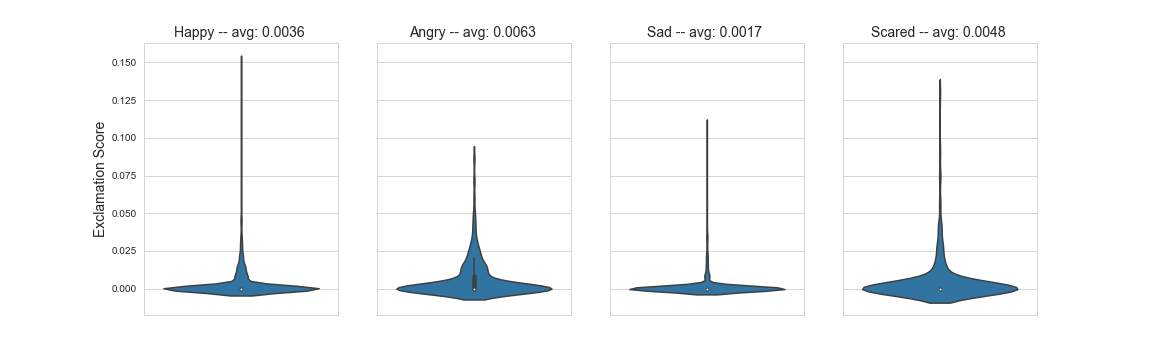 Happy -- avg: 0.0036
Angry -- avg: 0.0063
Sad -- avg: 0.0017
Scared -- avg: 0.0048
Exclamation Score
0.150
0.125
0.100
0.075
0.050
0.025
0.000